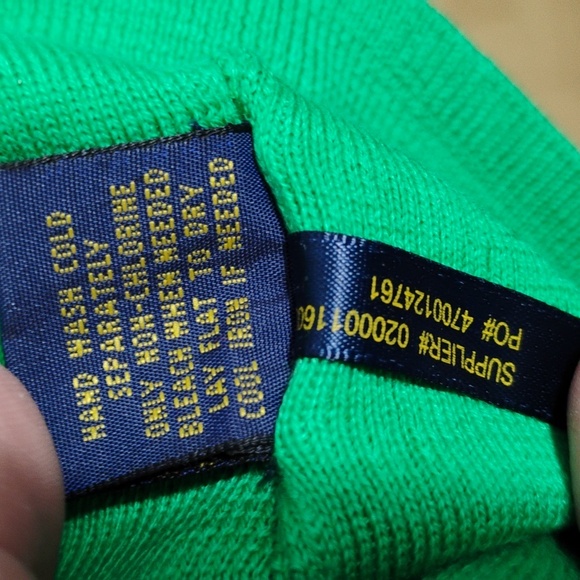 HAND WASH COLD
SEPARATELY
ONLY NON-CHLORINE
BLEACH WHEN NEEDED
LAY FLAT TO DRY
COOL IRON IF NEEDED
SUPPLIER# 020001160
PO# 4700124761